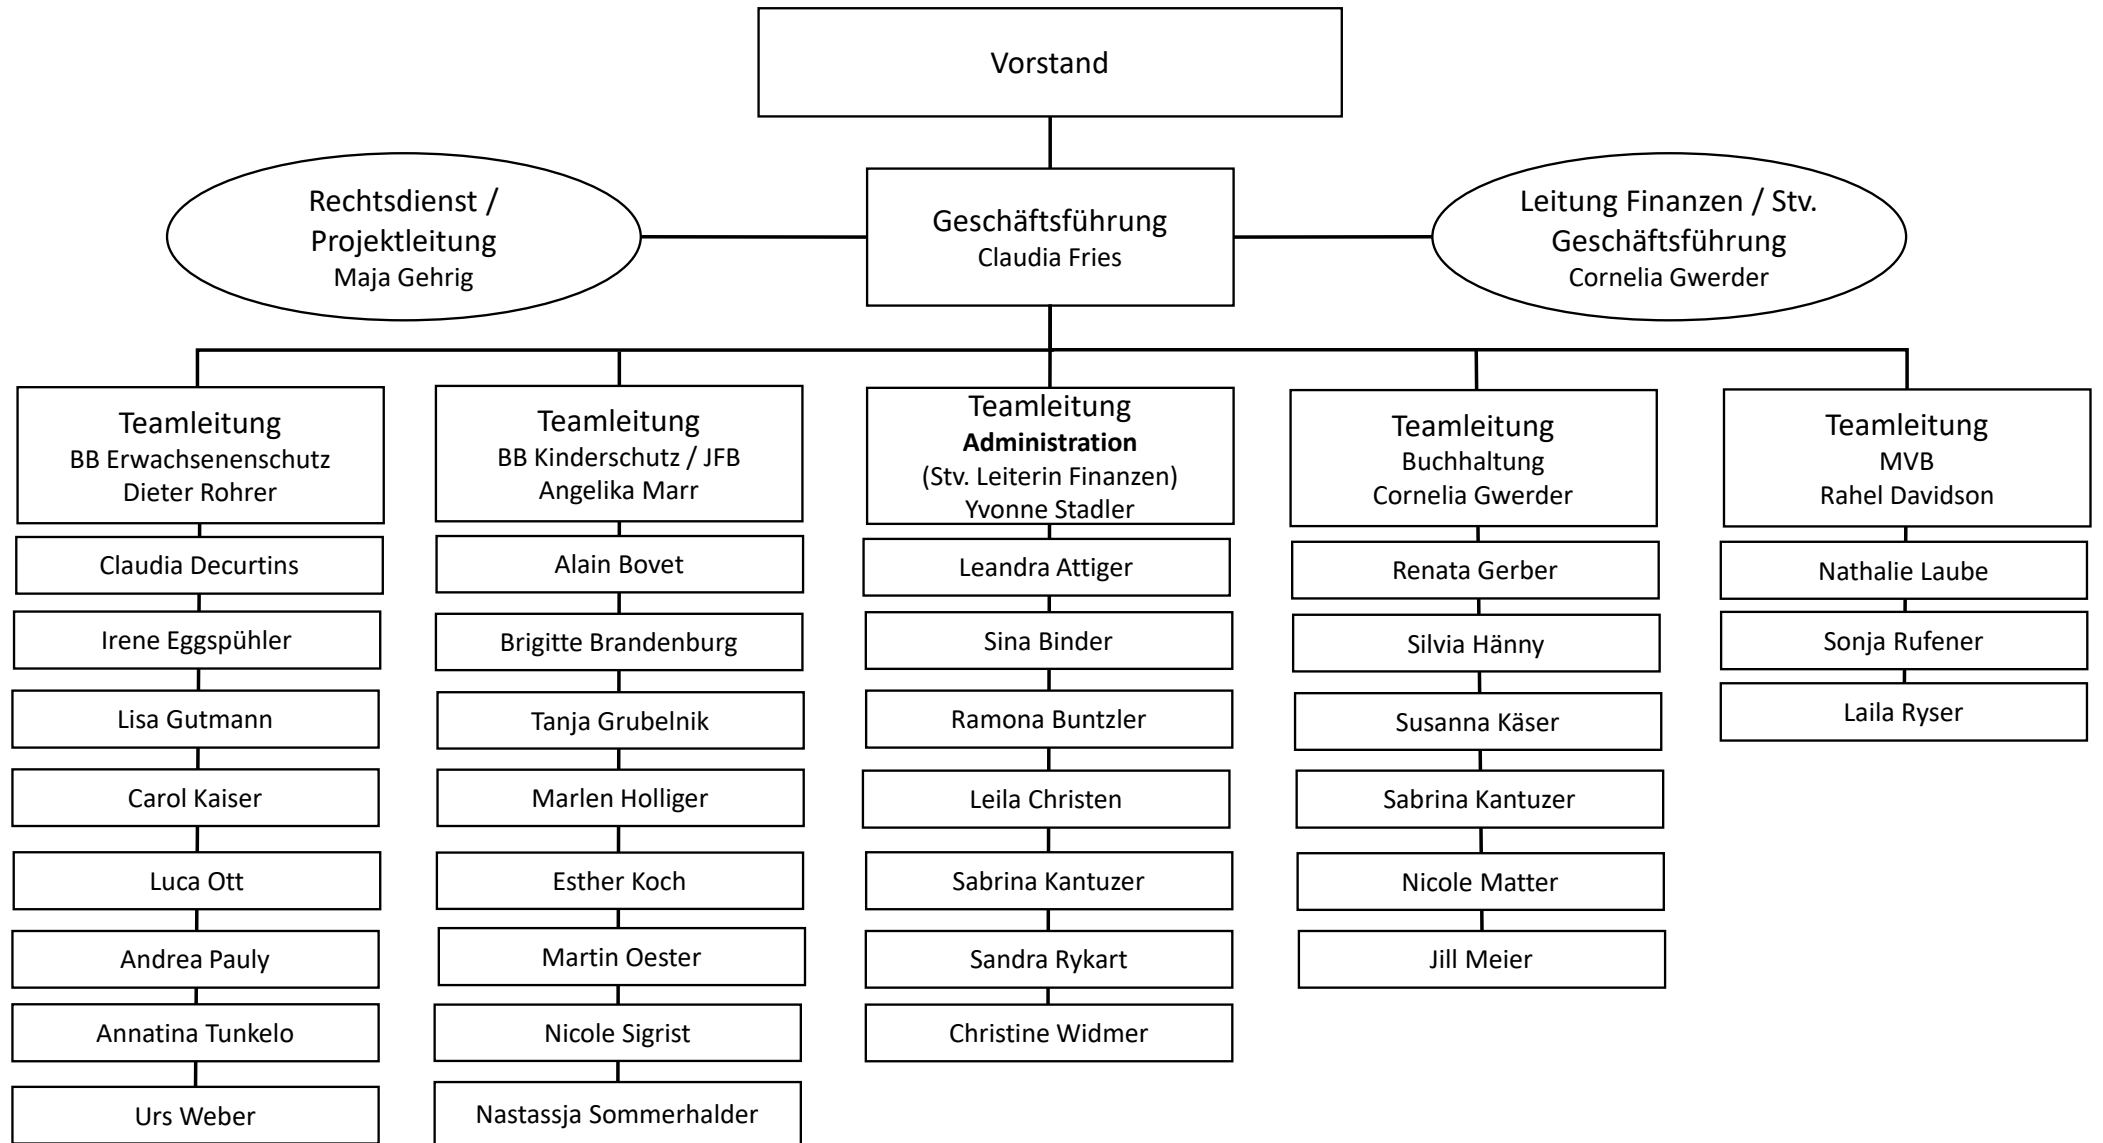 Vorstand
Rechtsdienst /
Projektleitung
Maja Gehrig
Geschäftsführung
Claudia Fries
Leitung Finanzen / Stv.
Geschäftsführung
Cornelia Gwerder
Teamleitung
BB Erwachsenenschutz
Dieter Rohrer
Claudia Decurtins
Irene Eggspühler
Lisa Gutmann
Carol Kaiser
Luca Ott
Andrea Pauly
Annatina Tunkelo
Urs Weber
Teamleitung
BB Kinderschutz / JFB
Angelika Marr
Alain Bovet
Brigitte Brandenburg
Tanja Grubelnik
Marlen Holliger
Esther Koch
Martin Oester
Nicole Sigrist
Nastassja Sommerhalder
Teamleitung
Administration
(Stv. Leiterin Finanzen)
Yvonne Stadler
Leandra Attiger
Sina Binder
Ramona Buntzler
Leila Christen
Sabrina Kantuzer
Sandra Rykart
Christine Widmer
Teamleitung
Buchhaltung
Cornelia Gwerder
Renata Gerber
Silvia Hänny
Susanna Käser
Sabrina Kantuzer
Nicole Matter
Jill Meier
Teamleitung
MVB
Rahel Davidson
Nathalie Laube
Sonja Rufener
Laila Ryser